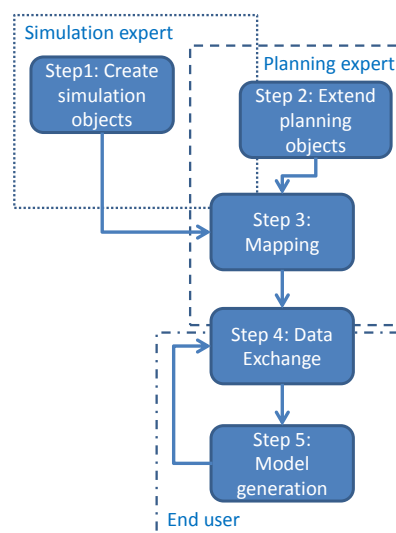 Simulation expert
Step1: Create
simulation
objects
Planning expert
Step 2: Extend
planning
objects
Step 3:
Mapping
Step 4: Data
Exchange
Step 5:
Model
generation
End user